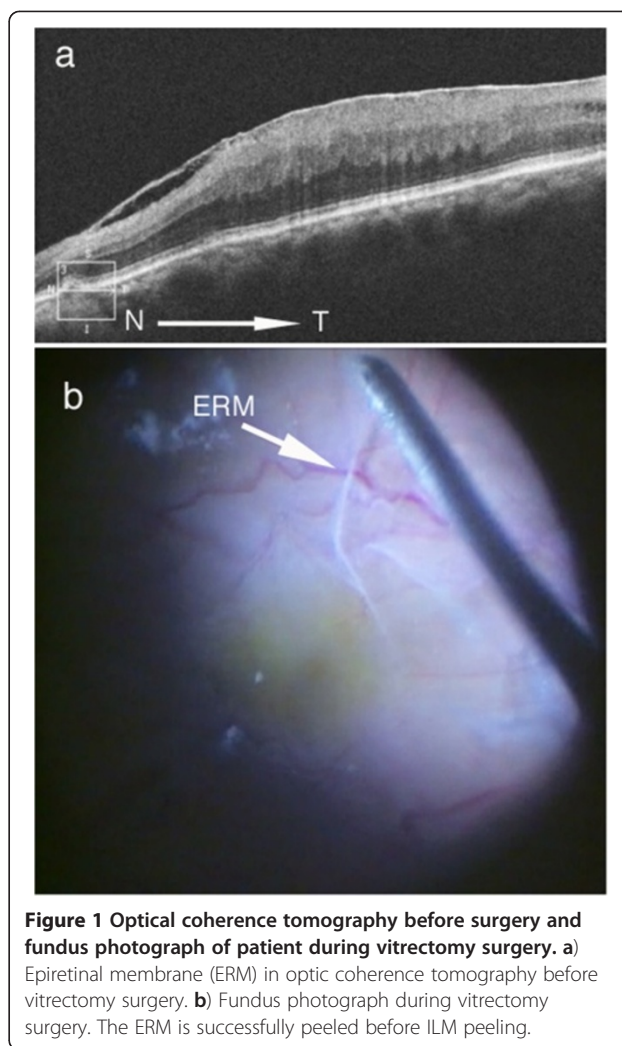 a
N T
b
ERM
Figure 1 Optical coherence tomography before surgery and
fundus photograph of patient during vitrectomy surgery. a)
Epiretinal membrane (ERM) in optic coherence tomography before
vitrectomy surgery. b) Fundus photograph during vitrectomy
surgery. The ERM is successfully peeled before ILM peeling.